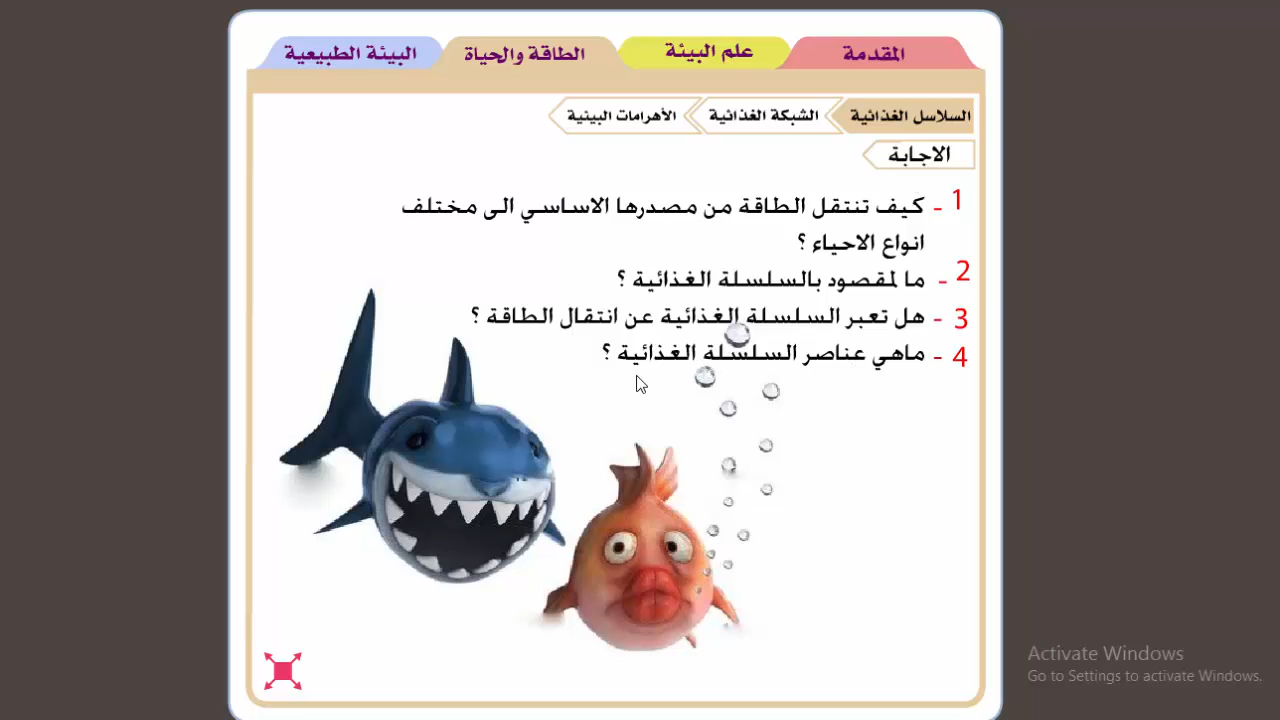 المقدمة
علم البيئة
الطاقة والحياة
البيئة الطبيعية
السلاسل الغذائية
الشبكة الغذائية
الأهرامات البيئية
الاجابة
1 - كيف تنتقل الطاقة من مصدرها الاساسي الى مختلف
انواع الاحياء ؟
2 - ما لمقصود بالسلسلة الغذائية ؟
3 - هل تعبر السلسلة الغذائية عن انتقال الطاقة ؟
4 - ماهي عناصر السلسلة الغذائية ؟
Activate Windows
Go to Settings to activate Windows.